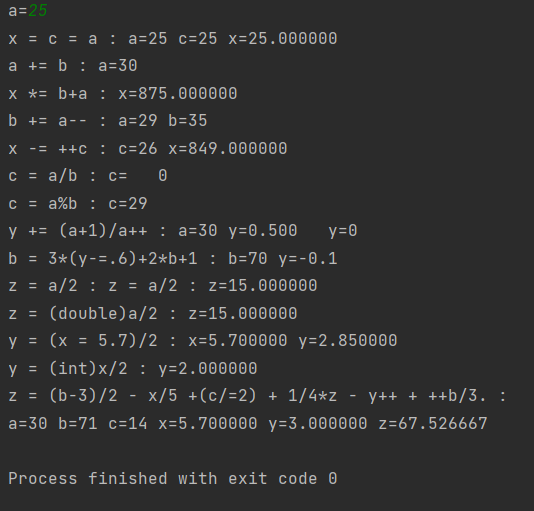 a=25
x = c = a : a=25 c=25 x=25.000000
a += b : a=30
x *= b+a : x=875.000000
b += a-- : a=29 b=35
x -= ++c : c=26 x=849.000000
c = a/b : c=   0
c = a%b : c=29
y += (a+1)/a++ : a=30 y=0.500   y=0
b = 3*(y-=.6)+2*b+1 : b=70 y=-0.1
z = a/2 : z = a/2 : z=15.000000
z = (double)a/2 : z=15.000000
y = (x = 5.7)/2 : x=5.700000 y=2.850000
y = (int)x/2 : y=2.000000
z = (b-3)/2 - x/5 +(c/=2) + 1/4*z - y++ + ++b/3. :
a=30 b=71 c=14 x=5.700000 y=3.000000 z=67.526667
Process finished with exit code 0